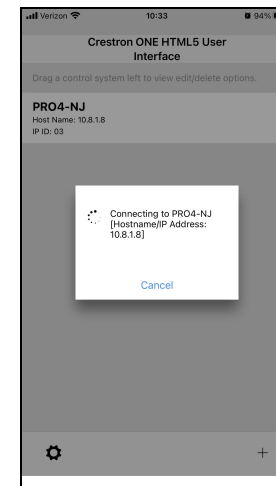 Verizon 10:33 94%
Crestron ONE HTML5 User
Interface
Drag a control system left to view edit/delete options.
PRO4-NJ
Host Name: 10.8.1.8
IP ID: 03
Connecting to PRO4-NJ
[Hostname/IP Address:
10.8.1.8]
Cancel
+